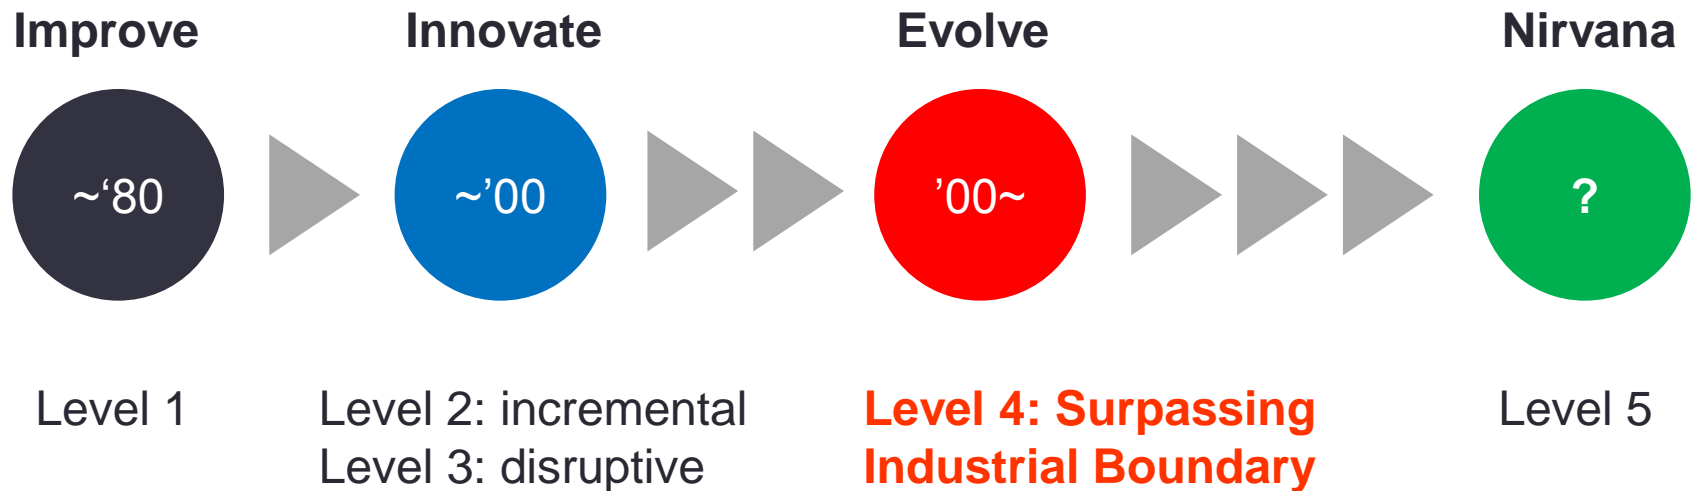 Improve
Innovate
Evolve
Nirvana
~‘80
~’00
’00~
?
Level 1
Level 2: incremental
Level 3: disruptive
Level 4: Surpassing
Industrial Boundary
Level 5